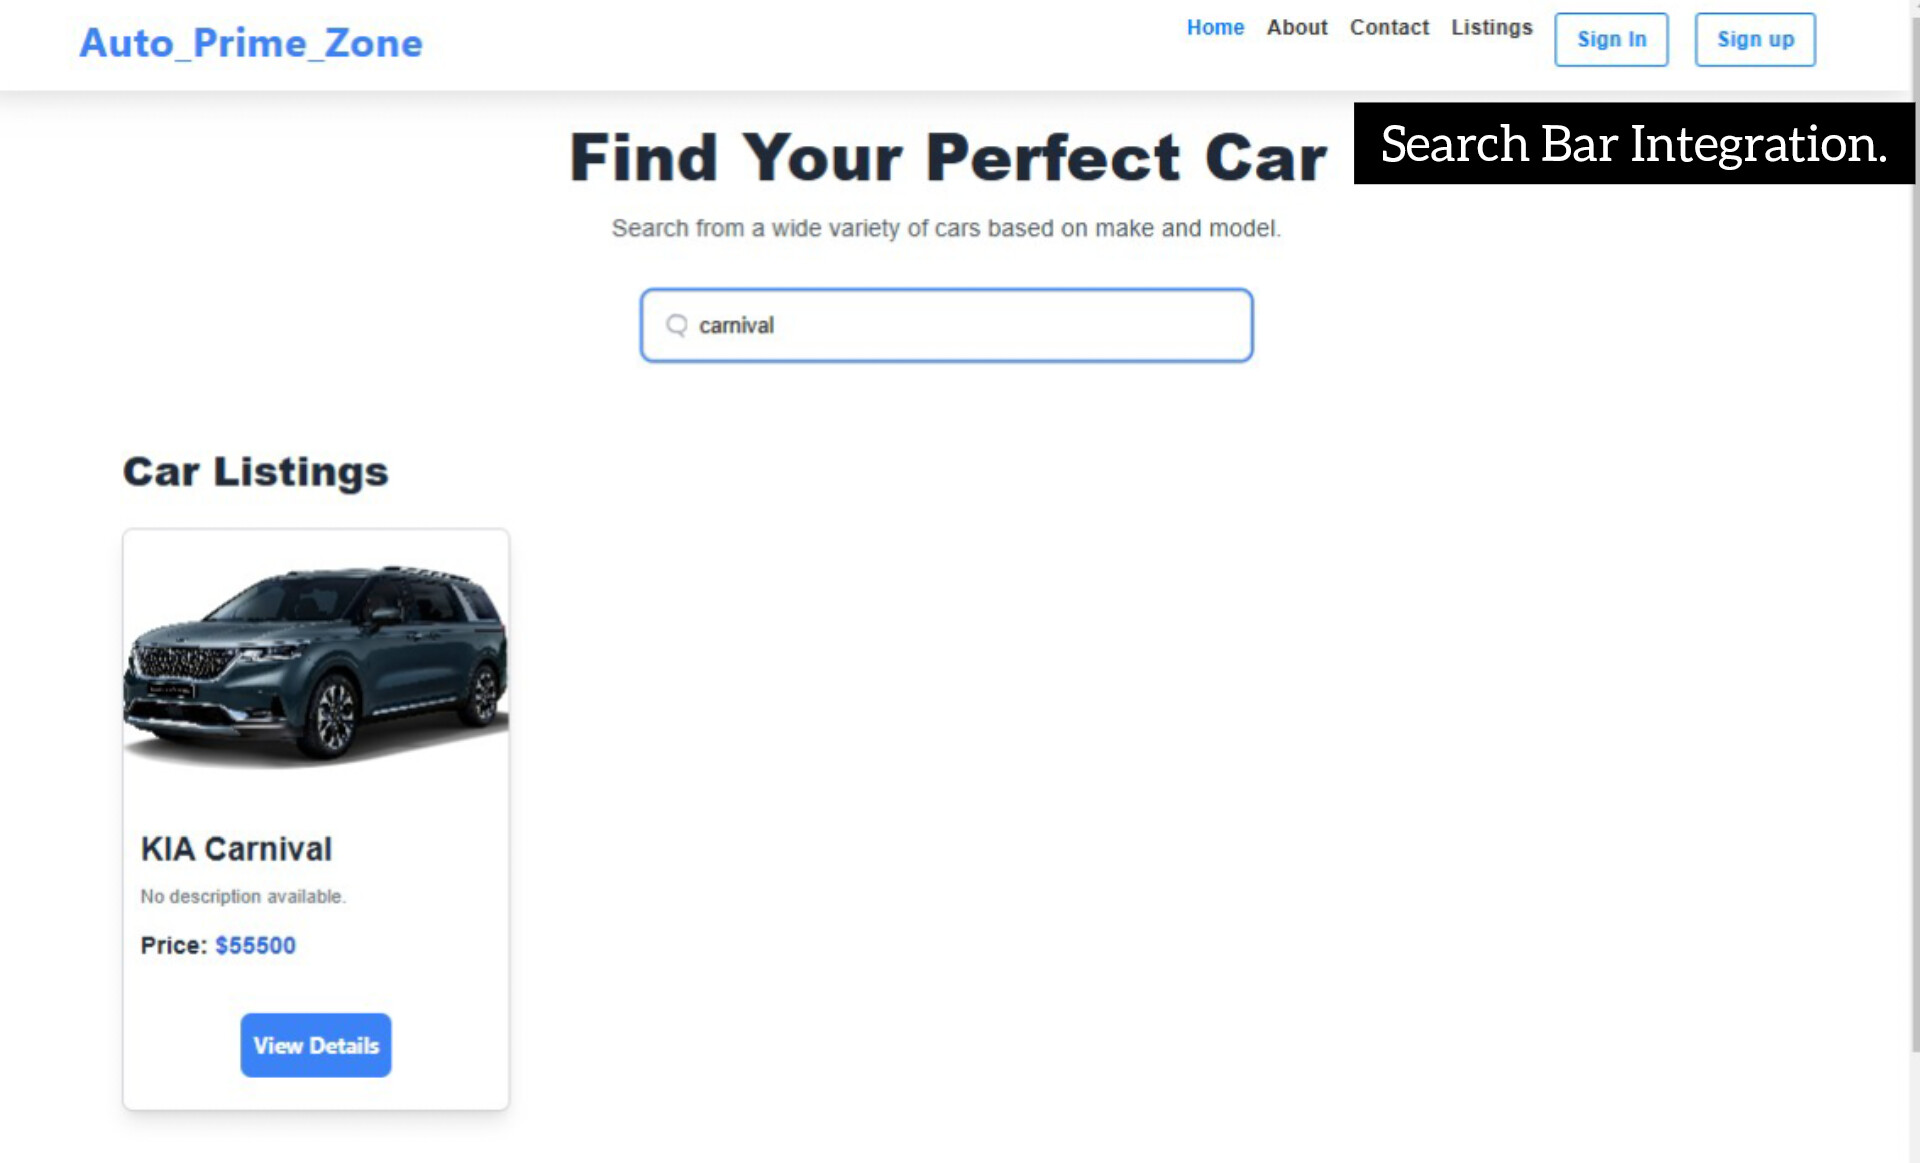 Auto_Prime_Zone
Home About Contact Listings Sign In Sign up
Search Bar Integration.
Find Your Perfect Car
Search from a wide variety of cars based on make and model.
carnival
Car Listings
KIA Carnival
No description available.
Price: $55500
View Details